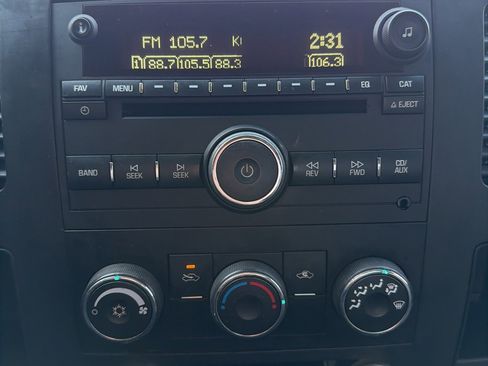 FM 105.7 K 2:31
1 88.7 105.5 88.3 106.3
FAV MENU EQ CAT
EJECT
BAND SEEK SEEK REV FWD CD/
AUX